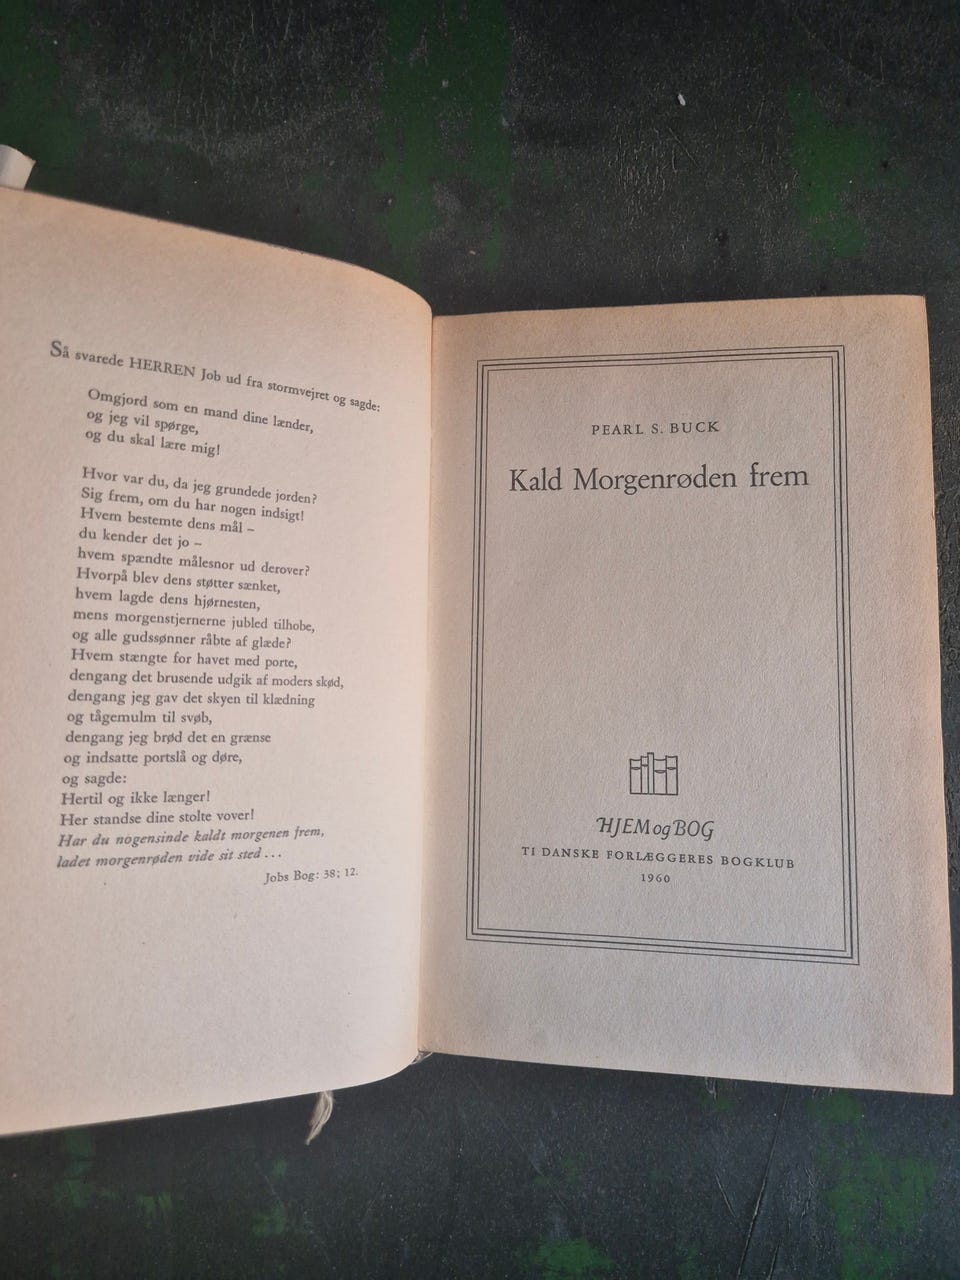 Så svarede HERREN Job ud fra stormvejret og sagde:
Omgjord som en mand dine lænder,
og jeg vil spørge,
og du skal lære mig!
Hvor var du, da jeg grundede jorden?
Sig frem, om du har nogen indsigt!
Hvem bestemte dens mål –
du kender det jo –
hvem spændte målesnor ud derover?
Hvorpå blev dens støtter sænket,
hvem lagde dens hjørnesten,
mens morgenstjernerne jubled tilhobe,
og alle gudssønner råbte af glæde?
Hvem stængte for havet med porte,
dengang det brusende udgik af moders skød,
dengang jeg gav det skyen til klædning
og tågemulm til svøb,
dengang jeg brød det en grænse
og indsatte portslå og døre,
og sagde:
Hertil og ikke længer!
Her standse dine stolte vover!
Har du nogensinde kaldt morgenen frem,
ladet morgenrøden vide sit sted ...
Jobs Bog: 38; 12.
PEARL S. BUCK
Kald Morgenrøden frem
HJEM og BOG
TI DANSKE FORLÆGGERES BOGKLUB
1960